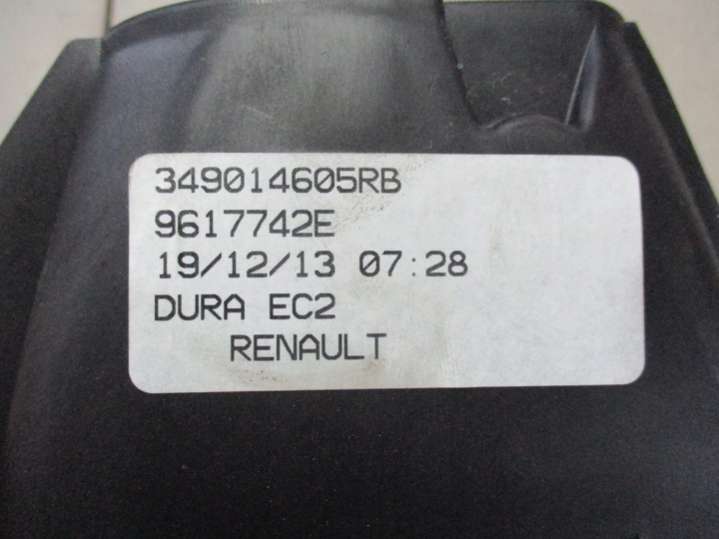 349014605RB
9617742E
19/12/13 07:28
DURA EC2
RENAULT